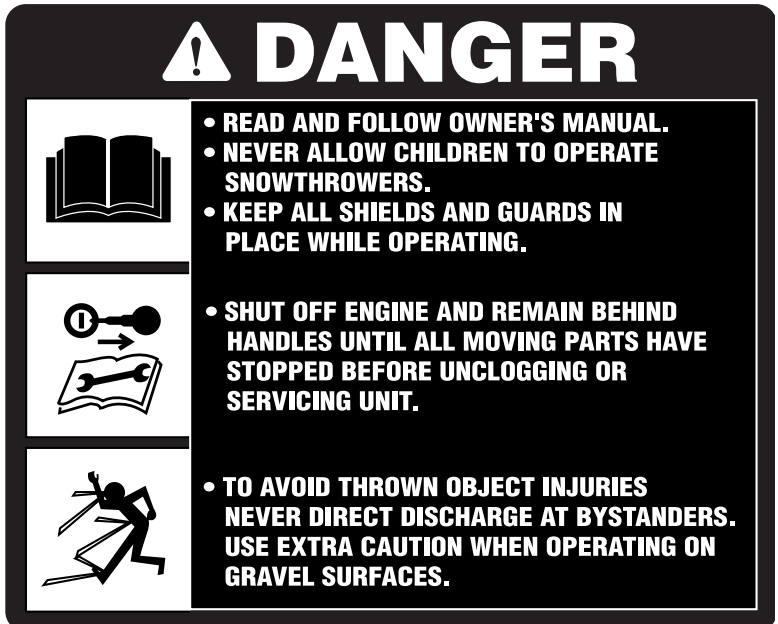 DANGER
• READ AND FOLLOW OWNER'S MANUAL.
• NEVER ALLOW CHILDREN TO OPERATE
SNOWTHROWERS.
• KEEP ALL SHIELDS AND GUARDS IN
PLACE WHILE OPERATING.
• SHUT OFF ENGINE AND REMAIN BEHIND
HANDLES UNTIL ALL MOVING PARTS HAVE
STOPPED BEFORE UNCLOGGING OR
SERVICING UNIT.
• TO AVOID THROWN OBJECT INJURIES
NEVER DIRECT DISCHARGE AT BYSTANDERS.
USE EXTRA CAUTION WHEN OPERATING ON
GRAVEL SURFACES.